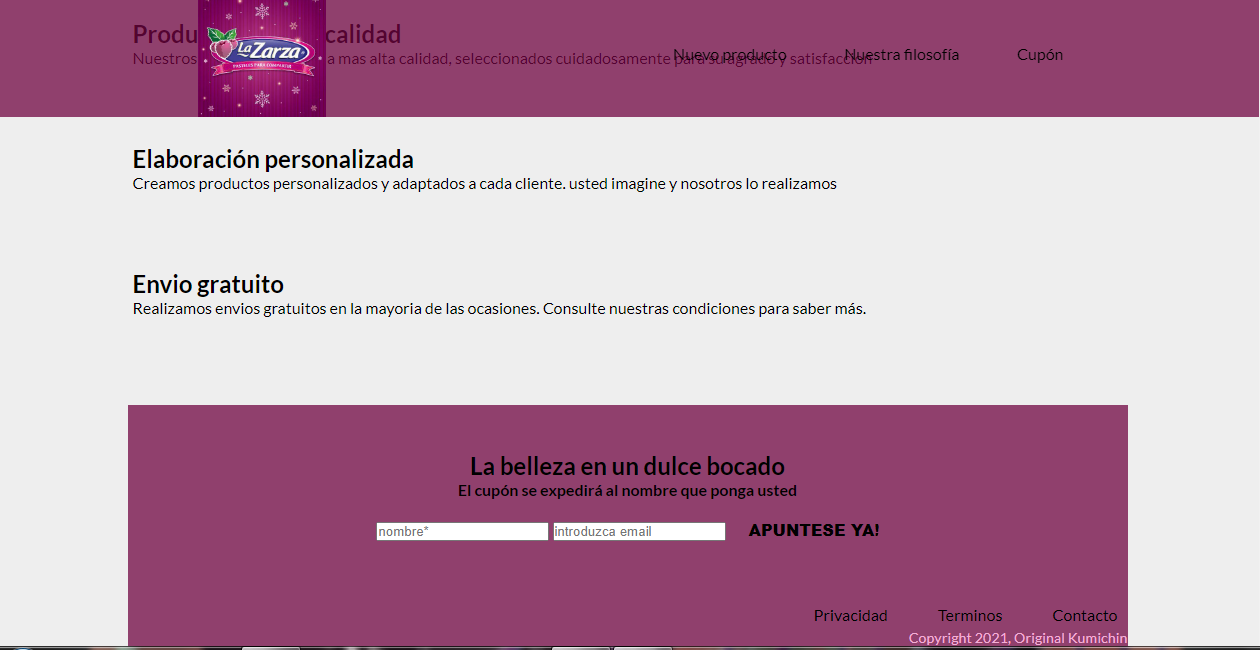 Produ calidad
Nuestros a mas alta calidad, seleccionados cuidadosamente para su agrado y satisfacción
La Zarza
PASTELES PARA COMPARTIR
Nuevo producto Nuestra filosofía Cupón
Elaboración personalizada
Creamos productos personalizados y adaptados a cada cliente. usted imagine y nosotros lo realizamos
Envio gratuito
Realizamos envios gratuitos en la mayoria de las ocasiones. Consulte nuestras condiciones para saber más.
La belleza en un dulce bocado
El cupón se expedirá al nombre que ponga usted
nombre* introduzca email APUNTESE YA!
Privacidad Terminos Contacto
Copyright 2021, Original Kumichin